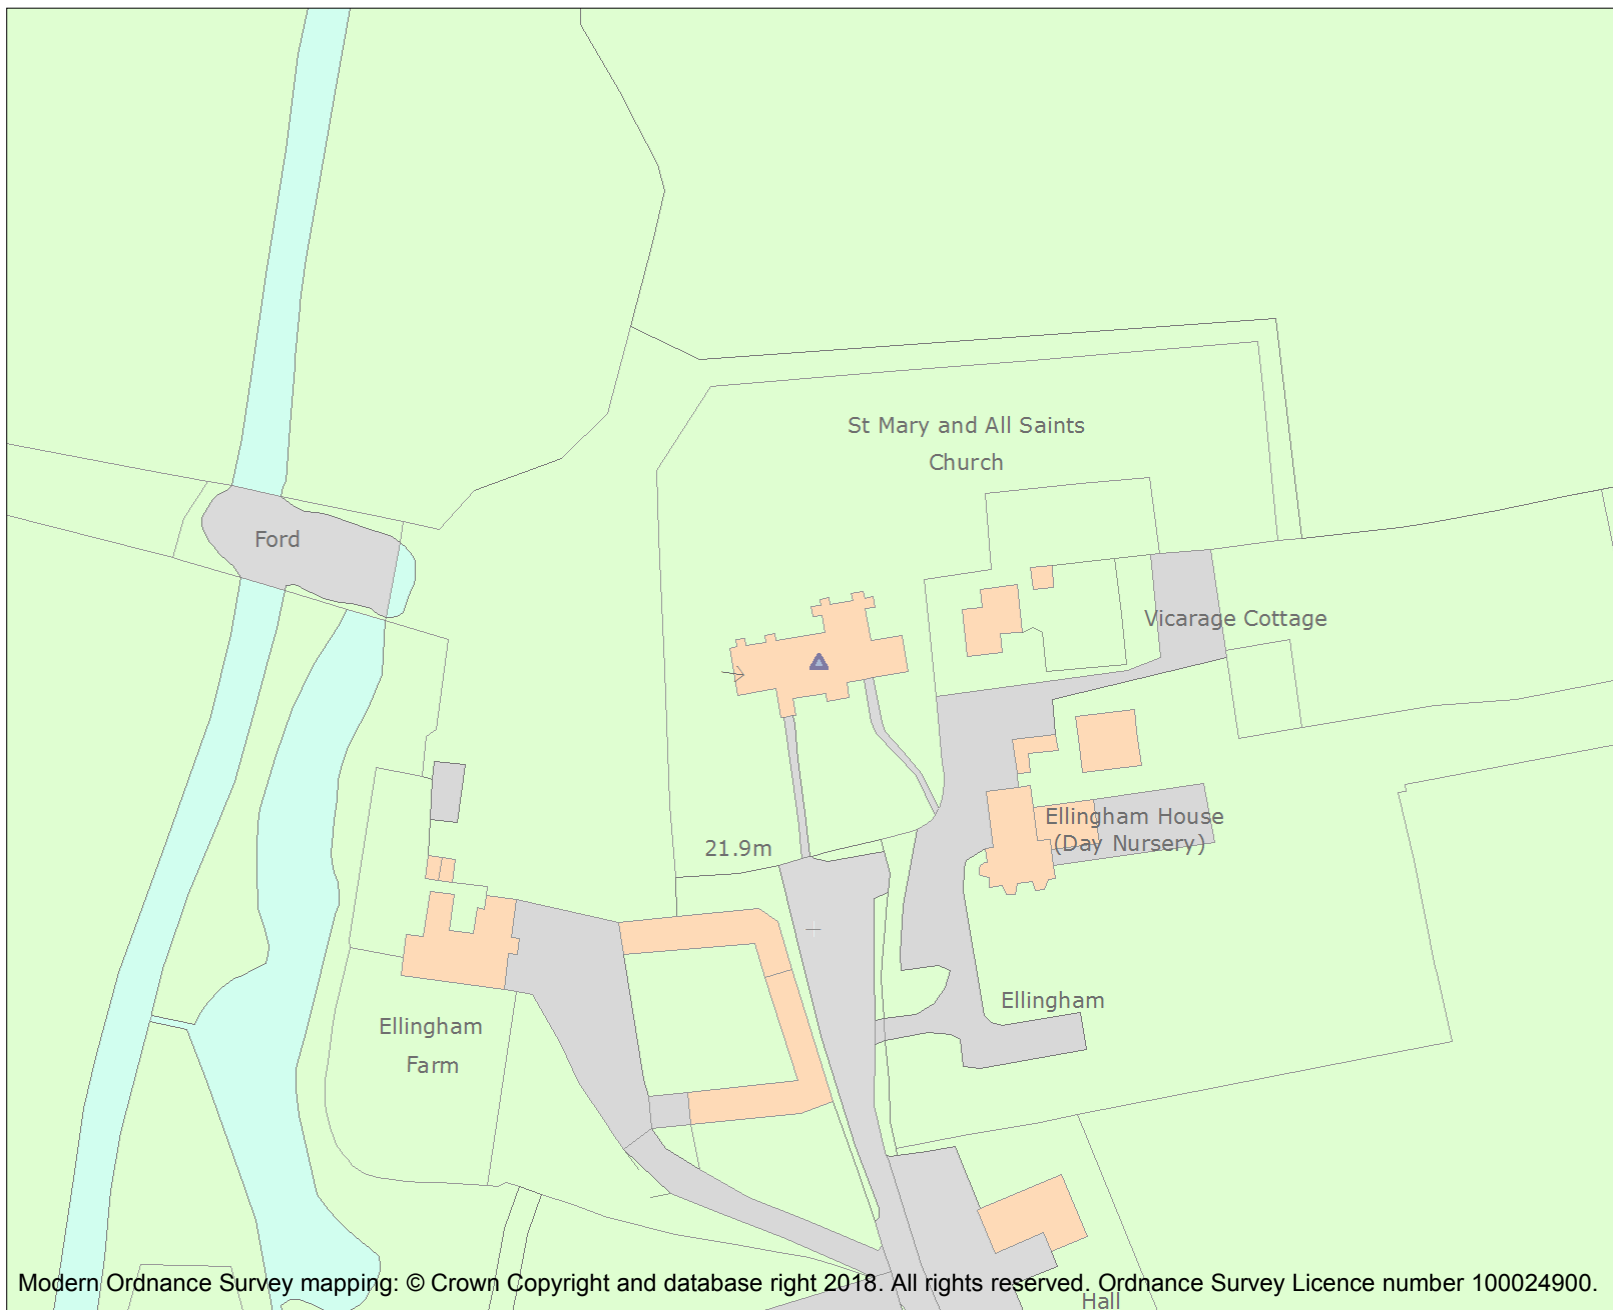 St Mary and All Saints
Church
Ford
Vicarage Cottage
Ellingham House
(Day Nursery)
21.9m
Ellingham
Ellingham
Farm
Modern Ordnance Survey mapping: © Crown Copyright and database right 2018. All rights reserved. Ordnance Survey Licence number 100024900.
Hall